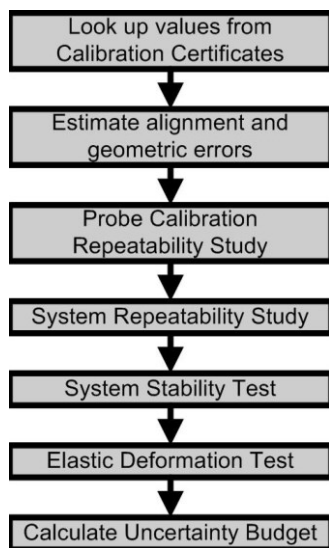 Look up values from
Calibration Certificates
Estimate alignment and
geometric errors
Probe Calibration
Repeatability Study
System Repeatability Study
System Stability Test
Elastic Deformation Test
Calculate Uncertainty Budget